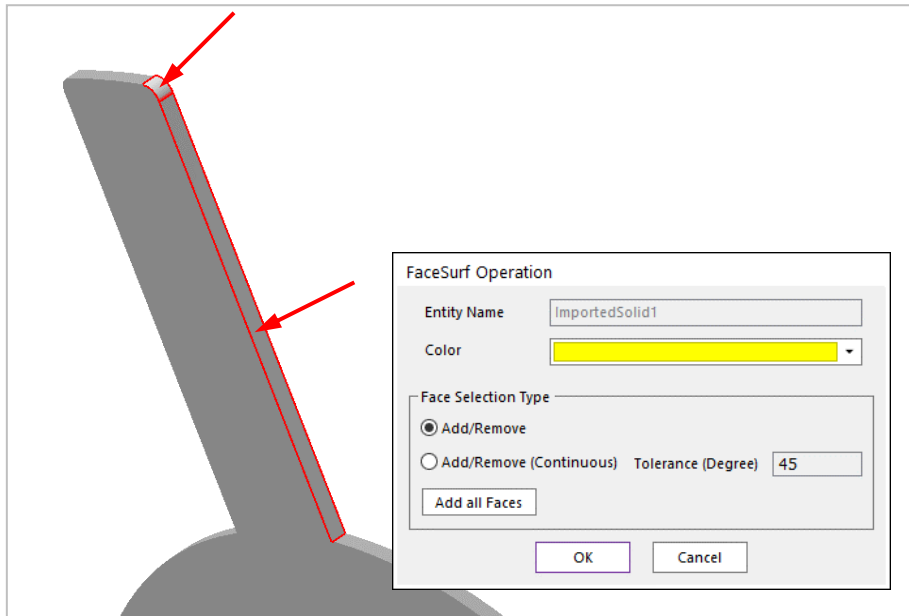 FaceSurf Operation
Entity Name ImportedSolid1
Color
Face Selection Type
Add/Remove
Add/Remove (Continuous) Tolerance (Degree) 45
Add all Faces
OK Cancel